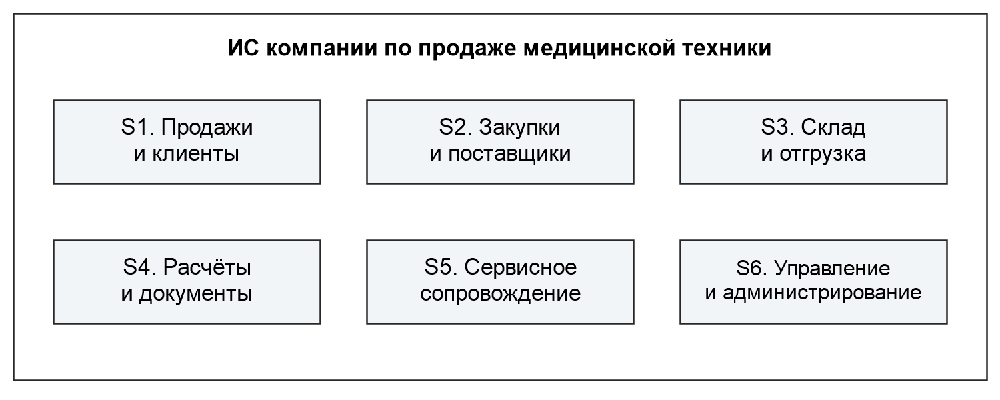 ИС компании по продаже медицинской техники
S1. Продажи
и клиенты
S2. Закупки
и поставщики
S3. Склад
и отгрузка
S4. Расчёты
и документы
S5. Сервисное
сопровождение
S6. Управление
и администрирование